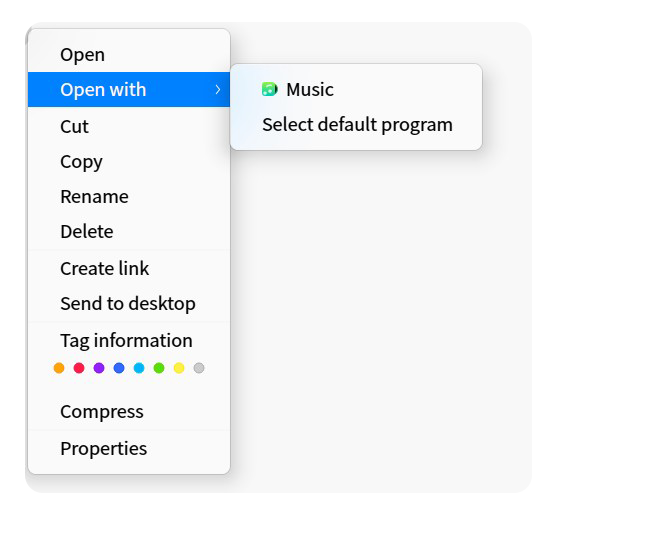 Open
Open with
Music
Select default program
Cut
Copy
Rename
Delete
Create link
Send to desktop
Tag information
Compress
Properties